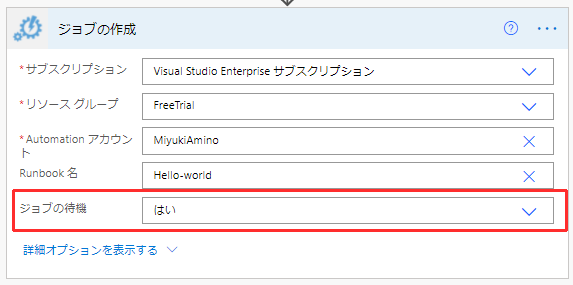 ジョブの作成
*サブスクリプション
Visual Studio Enterprise サブスクリプション
*リソース グループ
FreeTrial
*Automation アカウン
ト
MiyukiAmino
Runbook 名
Hello-world
ジョブの待機
はい
詳細オプションを表示する